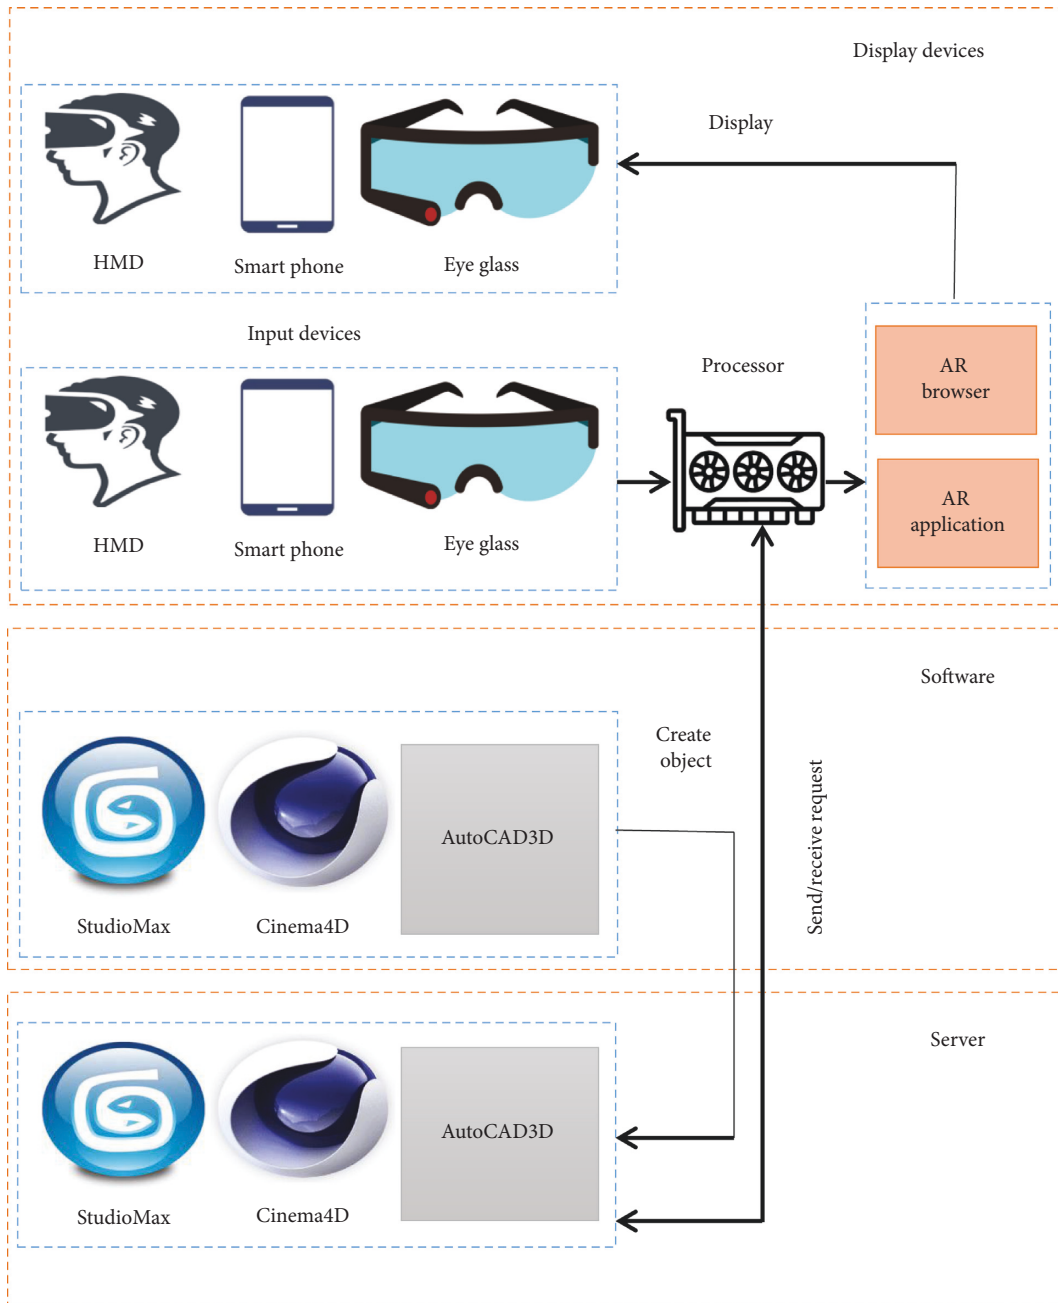 Display devices
Display
HMD
Smart phone
Eye glass
Input devices
Processor
AR
browser
AR
application
HMD
Smart phone
Eye glass
Software
Create
object
Send/receive request
AutoCAD3D
StudioMax
Cinema4D
Server
AutoCAD3D
StudioMax
Cinema4D